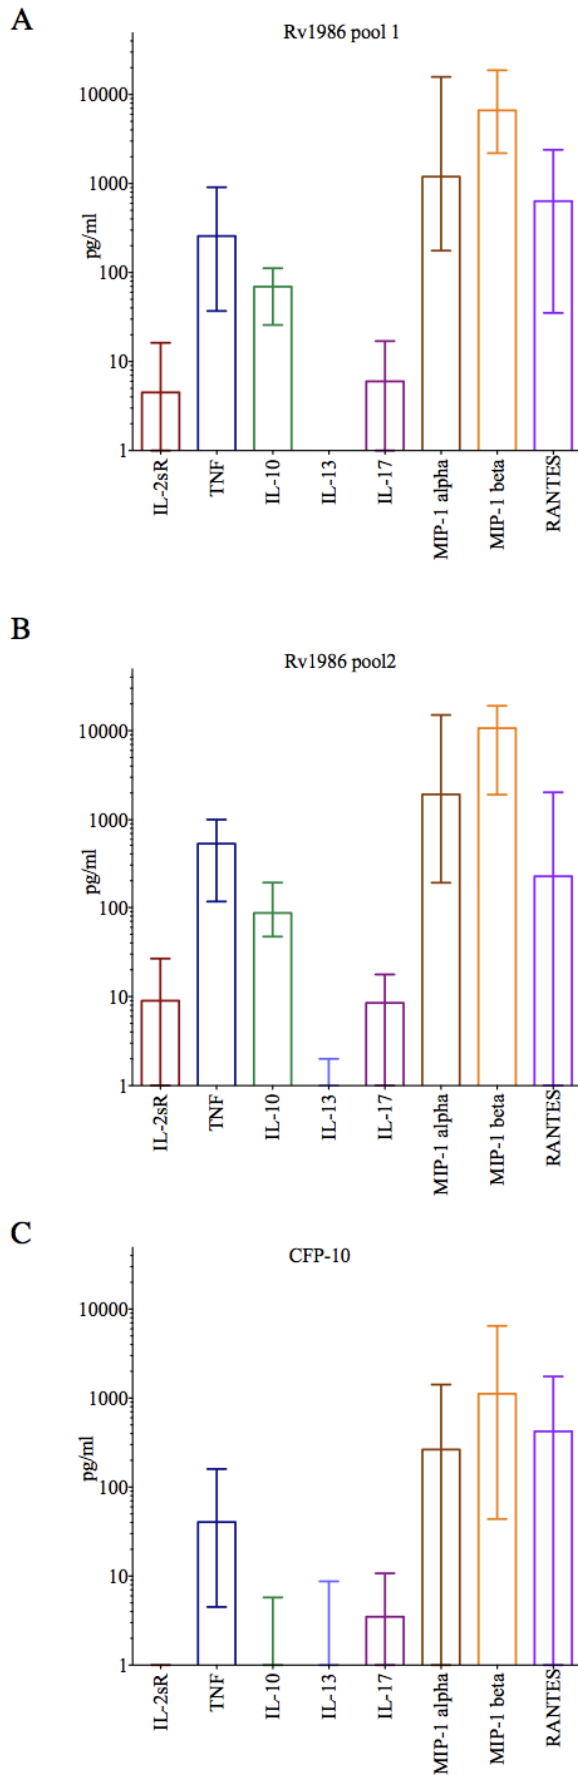 A
Rv1986 pool 1
pg/ml
10000
1000
100
10
1
IL-2sR
TNF
IL-10
IL-13
IL-17
MIP-1 alpha
MIP-1 beta
RANTES
B
Rv1986 pool2
pg/ml
10000
1000
100
10
1
IL-2sR
TNF
IL-10
IL-13
IL-17
MIP-1 alpha
MIP-1 beta
RANTES
C
CFP-10
pg/ml
10000
1000
100
10
1
IL-2sR
TNF
IL-10
IL-13
IL-17
MIP-1 alpha
MIP-1 beta
RANTES